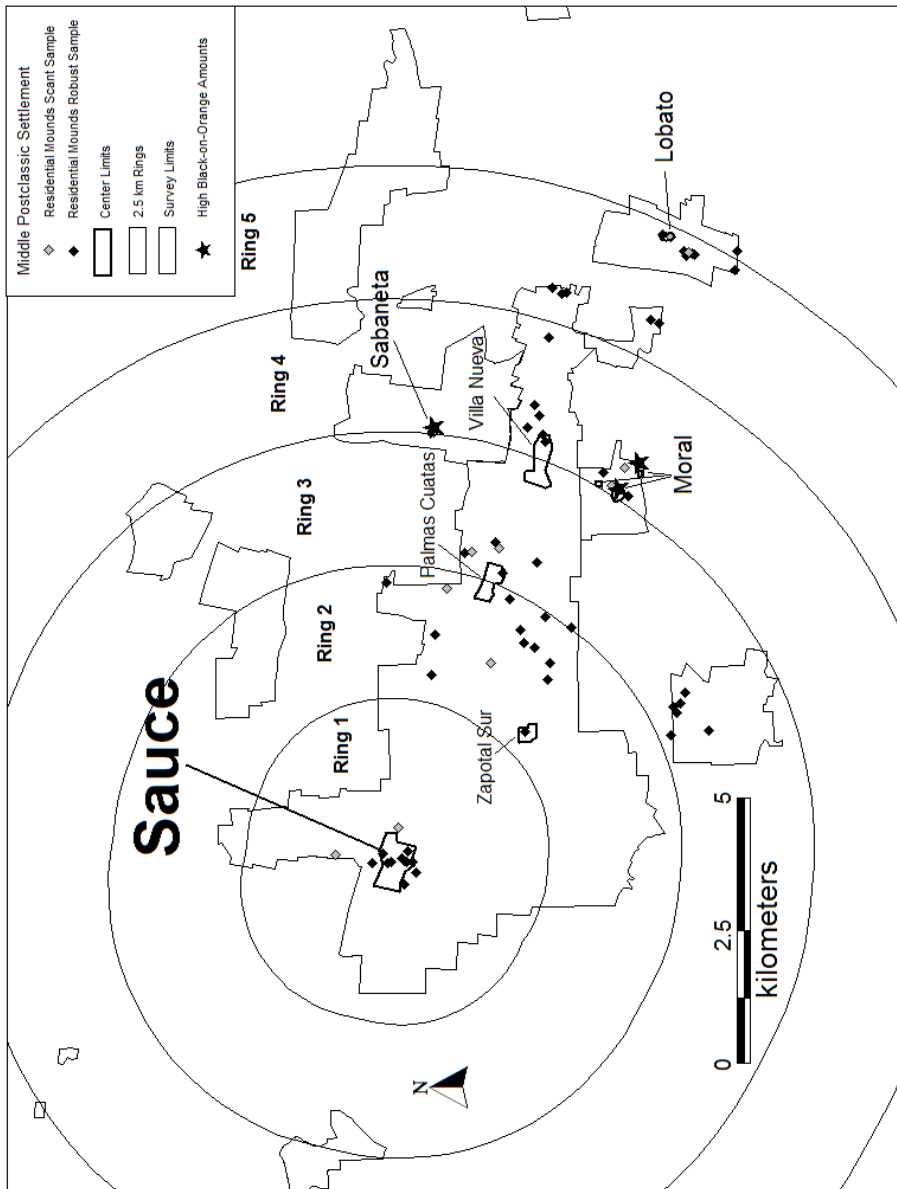 Middle Postclassic Settlement
Residential Mounds Scant Sample
Residential Mounds Robust Sample
Center Limits
2.5 km Rings
Survey Limits
High Black-on-Orange Amounts
Ring 5
Ring 4
Ring 3
Ring 2
Ring 1
Sauce
Sabaneta
Villa Nueva
Palmas Cuatas
Zapotal Sur
Lobato
Moral
N
0
2.5
5
kilometers